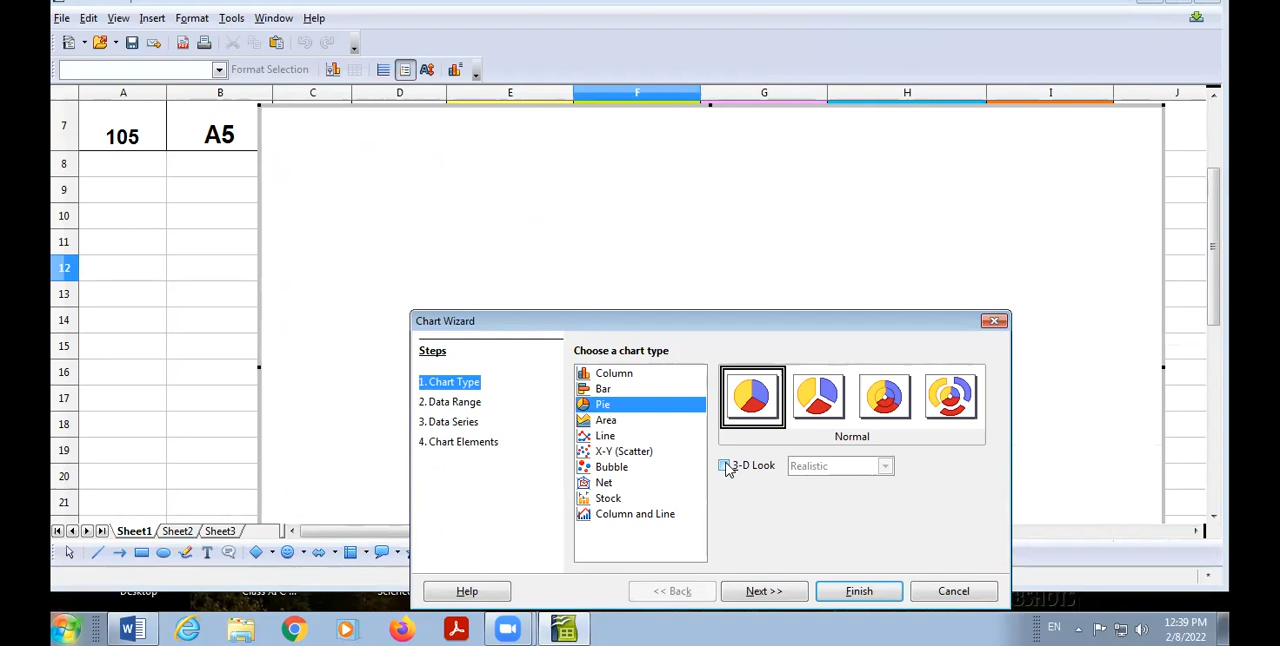 File Edit View Insert Format Tools Window Help
Format Selection
A B C D E F G H I J
7 105 A5
8
9
10
11
12
13
14
15
16
17
18
19
20
21
Chart Wizard
Steps
1. Chart Type
2. Data Range
3. Data Series
4. Chart Elements
Choose a chart type
Column
Bar
Pie
Area
Line
X-Y (Scatter)
Bubble
Net
Stock
Column and Line
Normal
3-D Look Realistic
Help << Back Next >> Finish Cancel
Sheet1 Sheet2 Sheet3
Desktop
EN 12:39 PM
2/8/2022